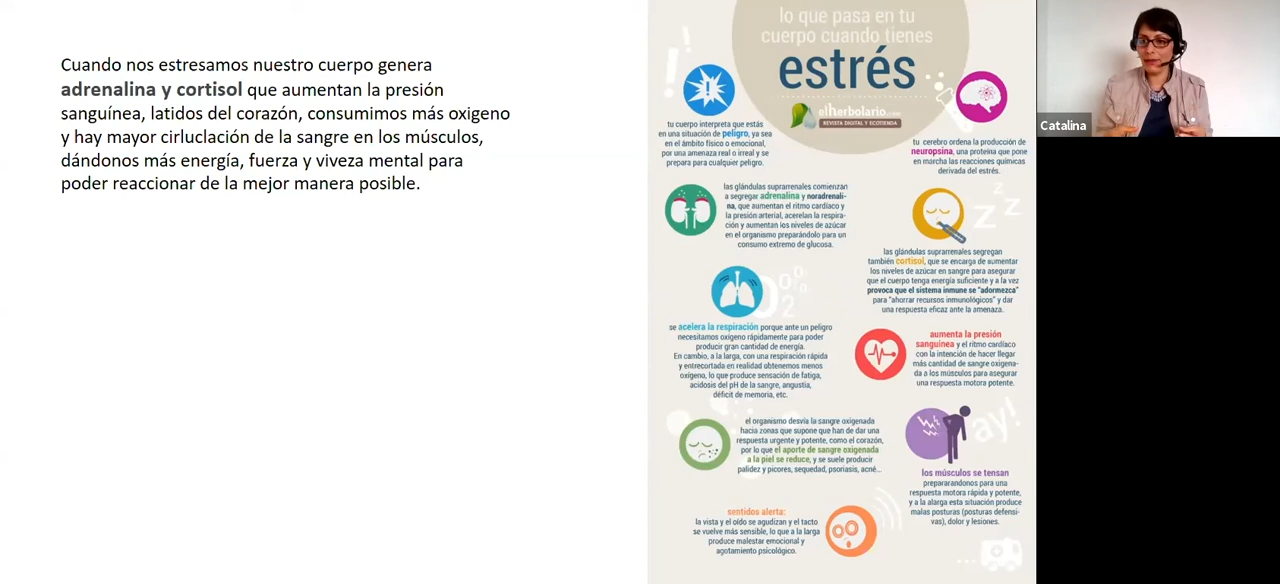 Cuando nos estresamos nuestro cuerpo genera
adrenalina y cortisol que aumentan la presión
sanguínea, latidos del corazón, consumimos más oxigeno
y hay mayor cirluclación de la sangre en los músculos,
dándonos más energía, fuerza y viveza mental para
poder reaccionar de la mejor manera posible.
lo que pasa en tu
cuerpo cuando tienes
estrés
elherbolario.com
REVISTA DIGITAL Y ECOTIENDA
tu cuerpo interpreta que estás
en una situación de peligro, ya sea
en el ámbito físico o emocional,
por una amenaza real o irreal y se
prepara para cualquier peligro.
tu cerebro ordena la producción de
neuropsina, una proteína que pone
en marcha las reacciones químicas
derivada del estrés.
las glándulas suprarrenales comienzan
a segregar adrenalina y noradrenali-
na, que aumentan el ritmo cardíaco y
la presión arterial, acerelan la respira-
ción y aumentan los niveles de azúcar
en el organismo preparándolo para un
consumo extremo de glucosa.
z z z
las glándulas suprarrenales segregan
también cortisol, que se encarga de aumentar
los niveles de azúcar en sangre para asegurar
que el cuerpo tenga energía suficiente y a la vez
provoca que el sistema inmune se "adormezca"
para "ahorrar recursos inmunológicos" y dar
una respuesta eficaz ante la amenaza.
se acelera la respiración porque ante un peligro
necesitamos oxígeno rápidamente para poder
producir gran cantidad de energía.
En cambio, a la larga, con una respiración rápida
y entrecortada en realidad obtenemos menos
oxígeno, lo que produce sensación de fatiga,
acidosis del pH de la sangre, angustia,
déficit de memoria, etc.
aumenta la presión
sanguínea y el ritmo cardíaco
con la intención de hacer llegar
más cantidad de sangre oxigena-
da a los músculos para asegurar
una respuesta motora potente.
el organismo desvía la sangre oxigenada
hacia zonas que supone que han de dar una
respuesta urgente y potente, como el corazón,
por lo que el aporte de sangre oxigenada
a la piel se reduce, y se suele producir
palidez y picores, sequedad, psoriasis, acné...
ay!
los músculos se tensan
prepararandonos para una
respuesta motora rápida y potente,
y a la alarga esta situación produce
malas posturas (posturas defensi-
vas), dolor y lesiones.
sentidos alerta:
la vista y el oído se agudizan y el tacto
se vuelve más sensible, lo que a la larga
produce malestar emocional y
agotamiento psicológico.
Catalina